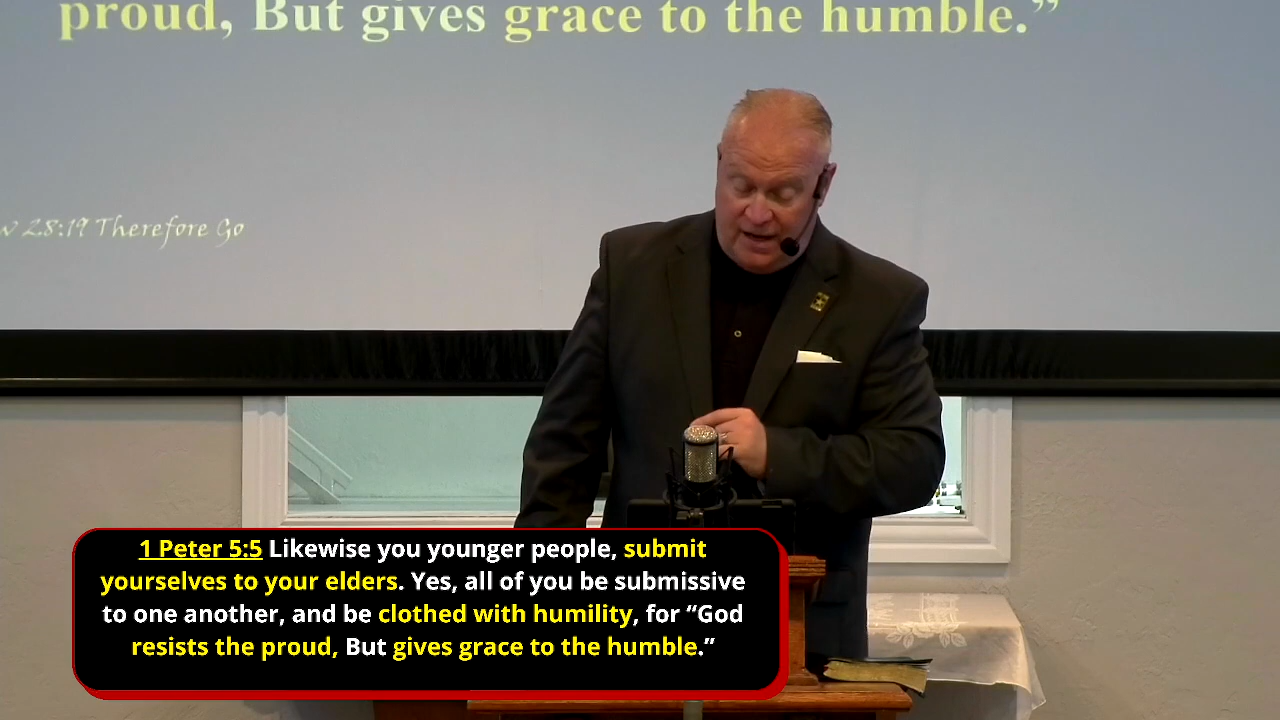 proud, But gives grace to the humble.”
28:19 Therefore Go
1 Peter 5:5 Likewise you younger people, submit
yourselves to your elders. Yes, all of you be submissive
to one another, and be clothed with humility, for “God
resists the proud, But gives grace to the humble.”